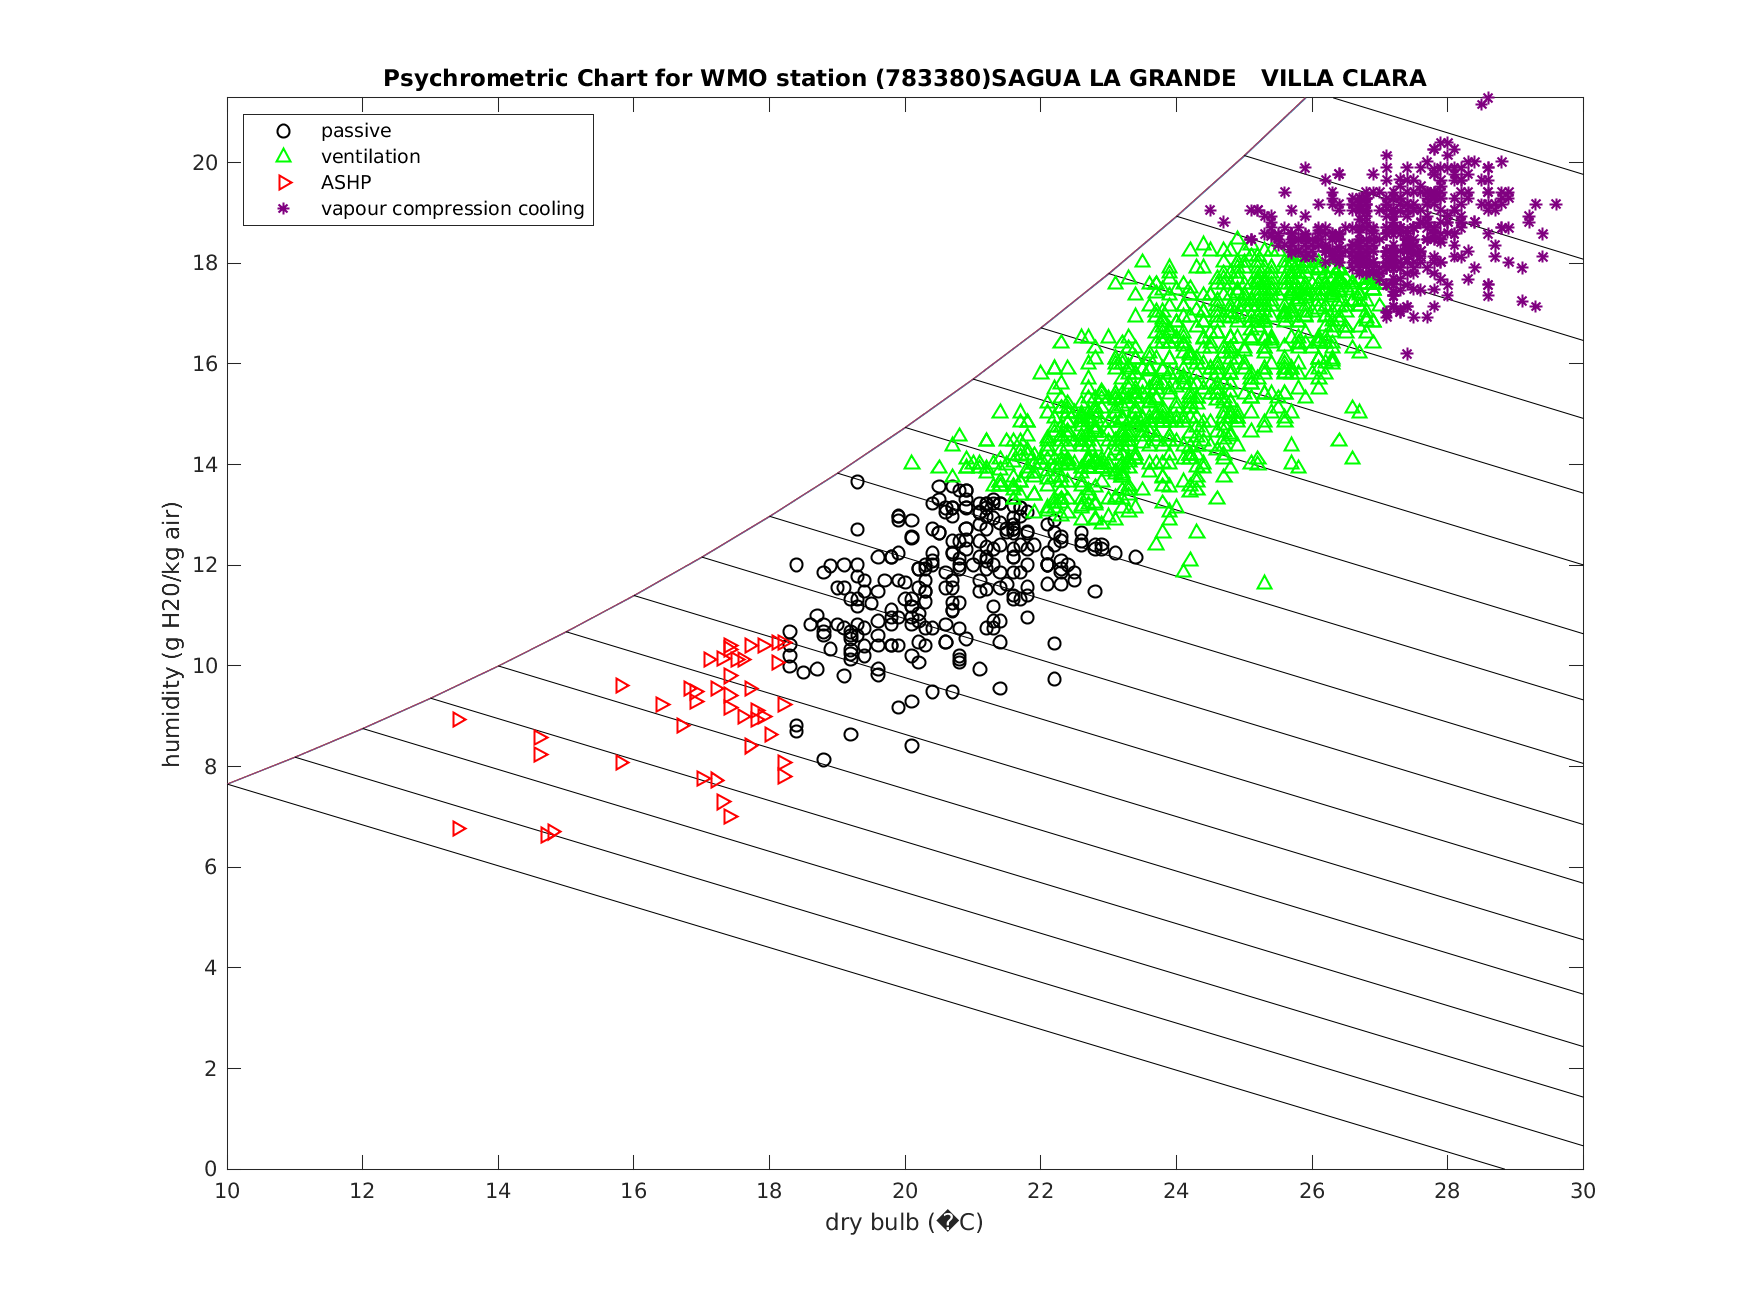 Psychrometric Chart for WMO station (783380)SAGUA LA GRANDE   VILLA CLARA
passive
ventilation
ASHP
vapour compression cooling
humidity (g H20/kg air)
20
18
16
14
12
10
8
6
4
2
0
10 12 14 16 18 20 22 24 26 28 30
dry bulb (�C)